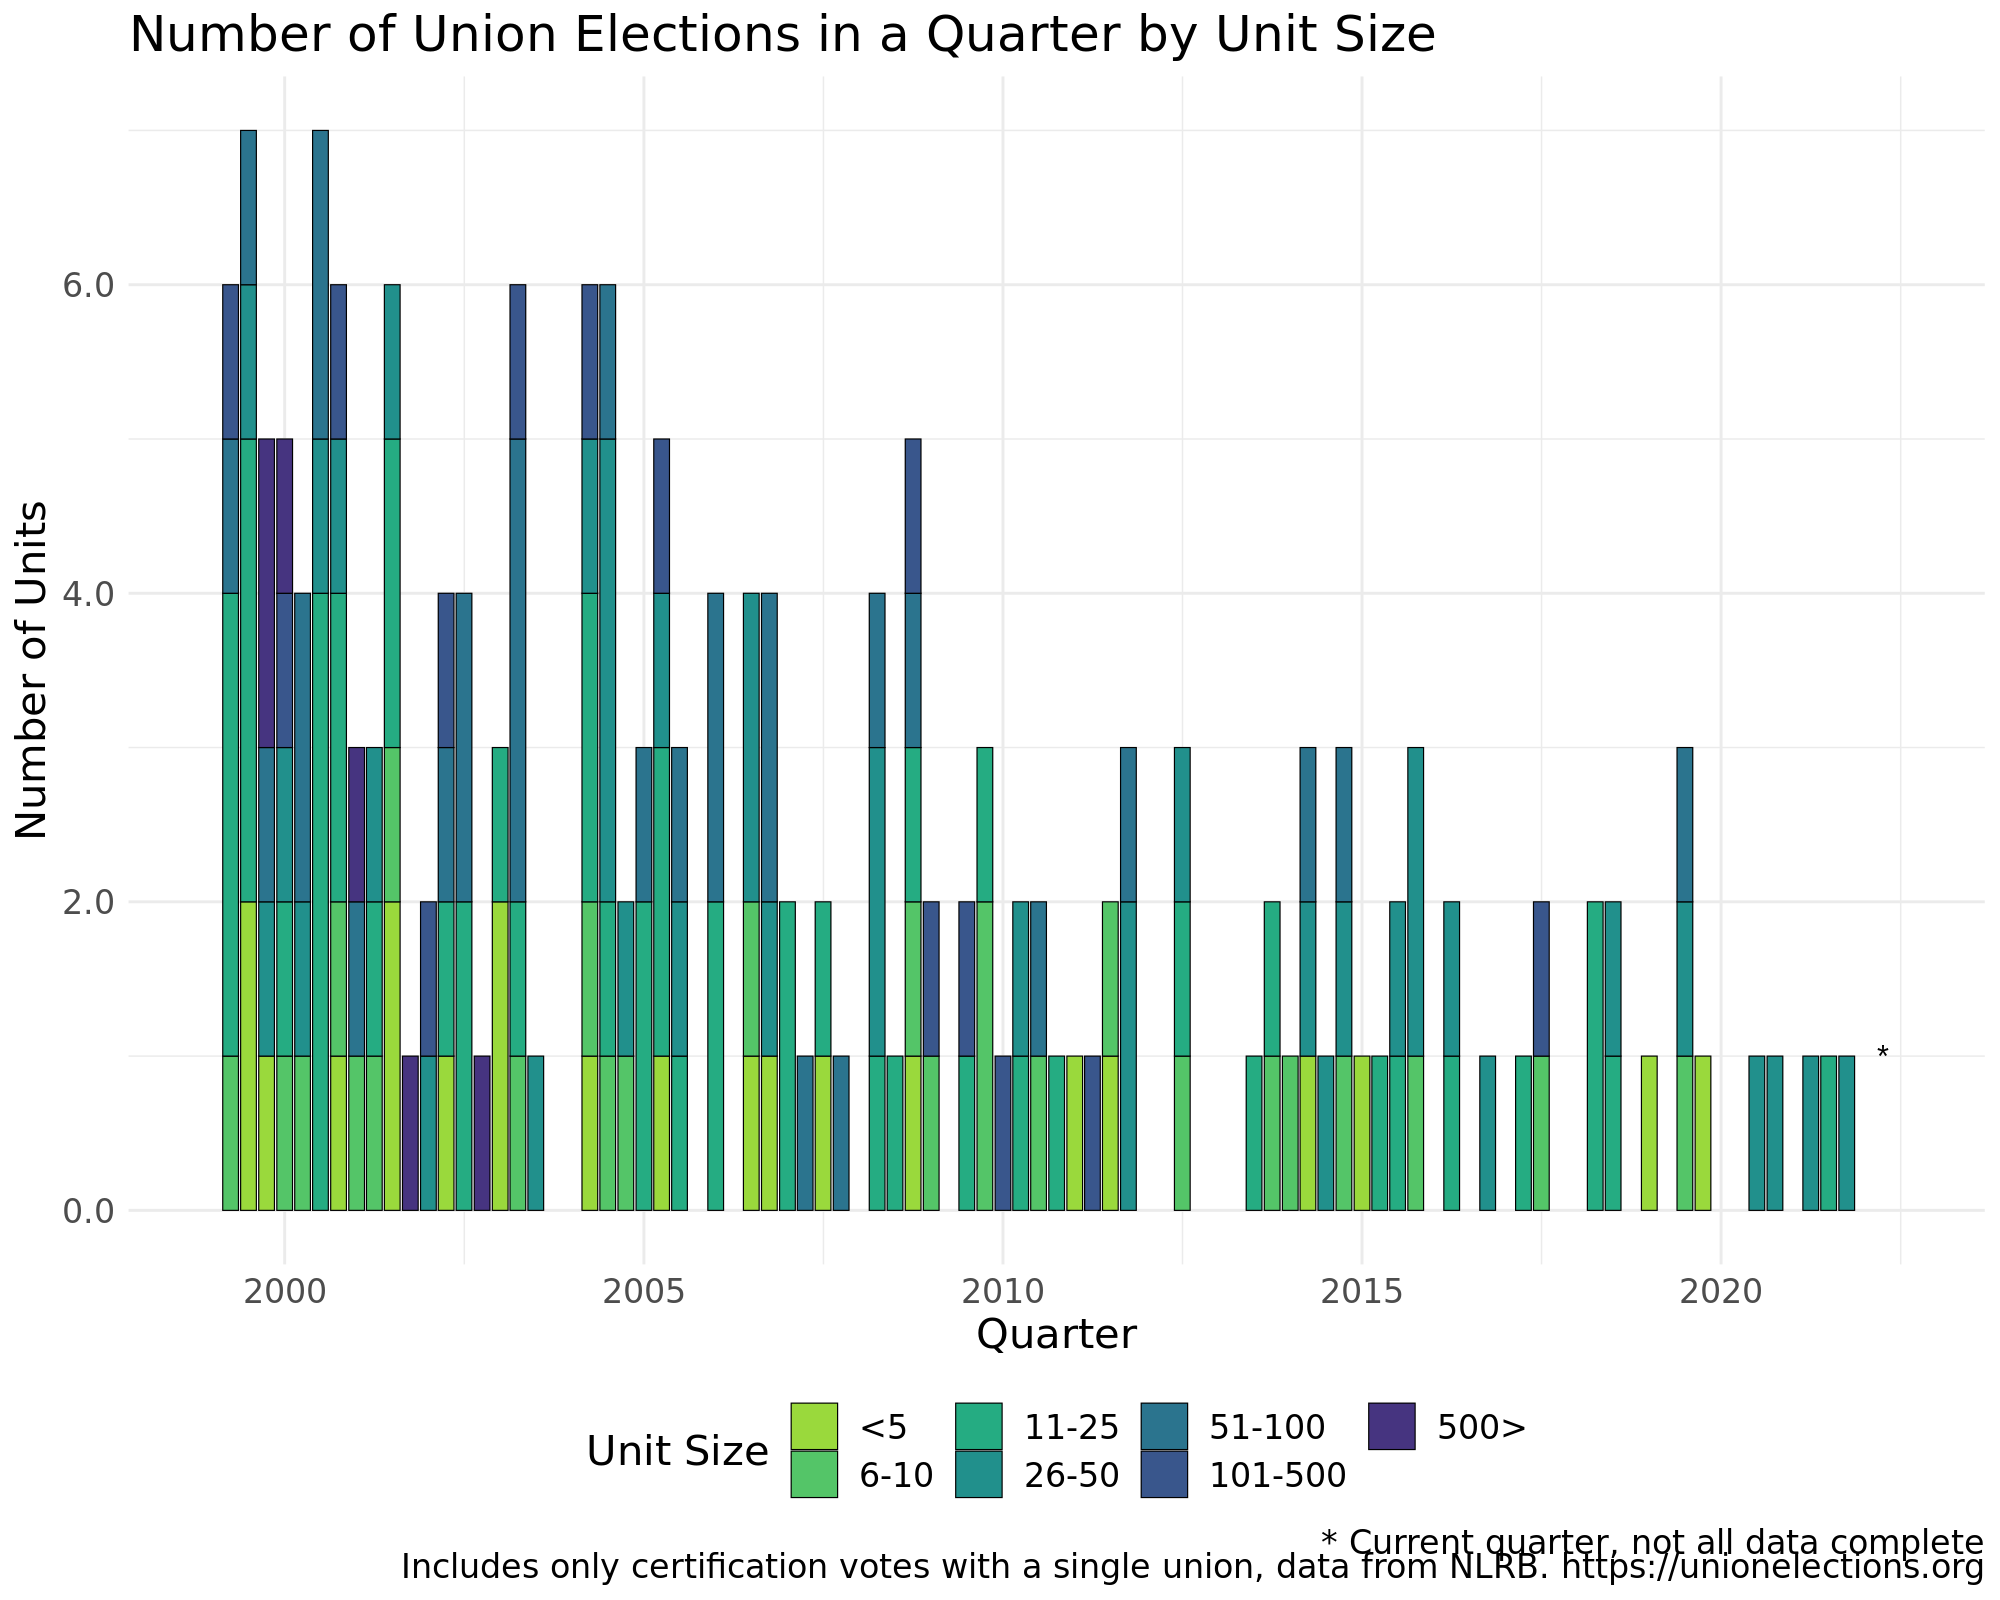 Number of Union Elections in a Quarter by Unit Size
Number of Units
6.0
4.0
2.0
0.0
*
2000 2005 2010 2015 2020
Quarter
Unit Size
<5 11-25 51-100 500>
6-10 26-50 101-500
* Current quarter, not all data complete
Includes only certification votes with a single union, data from NLRB. https://unionelections.org